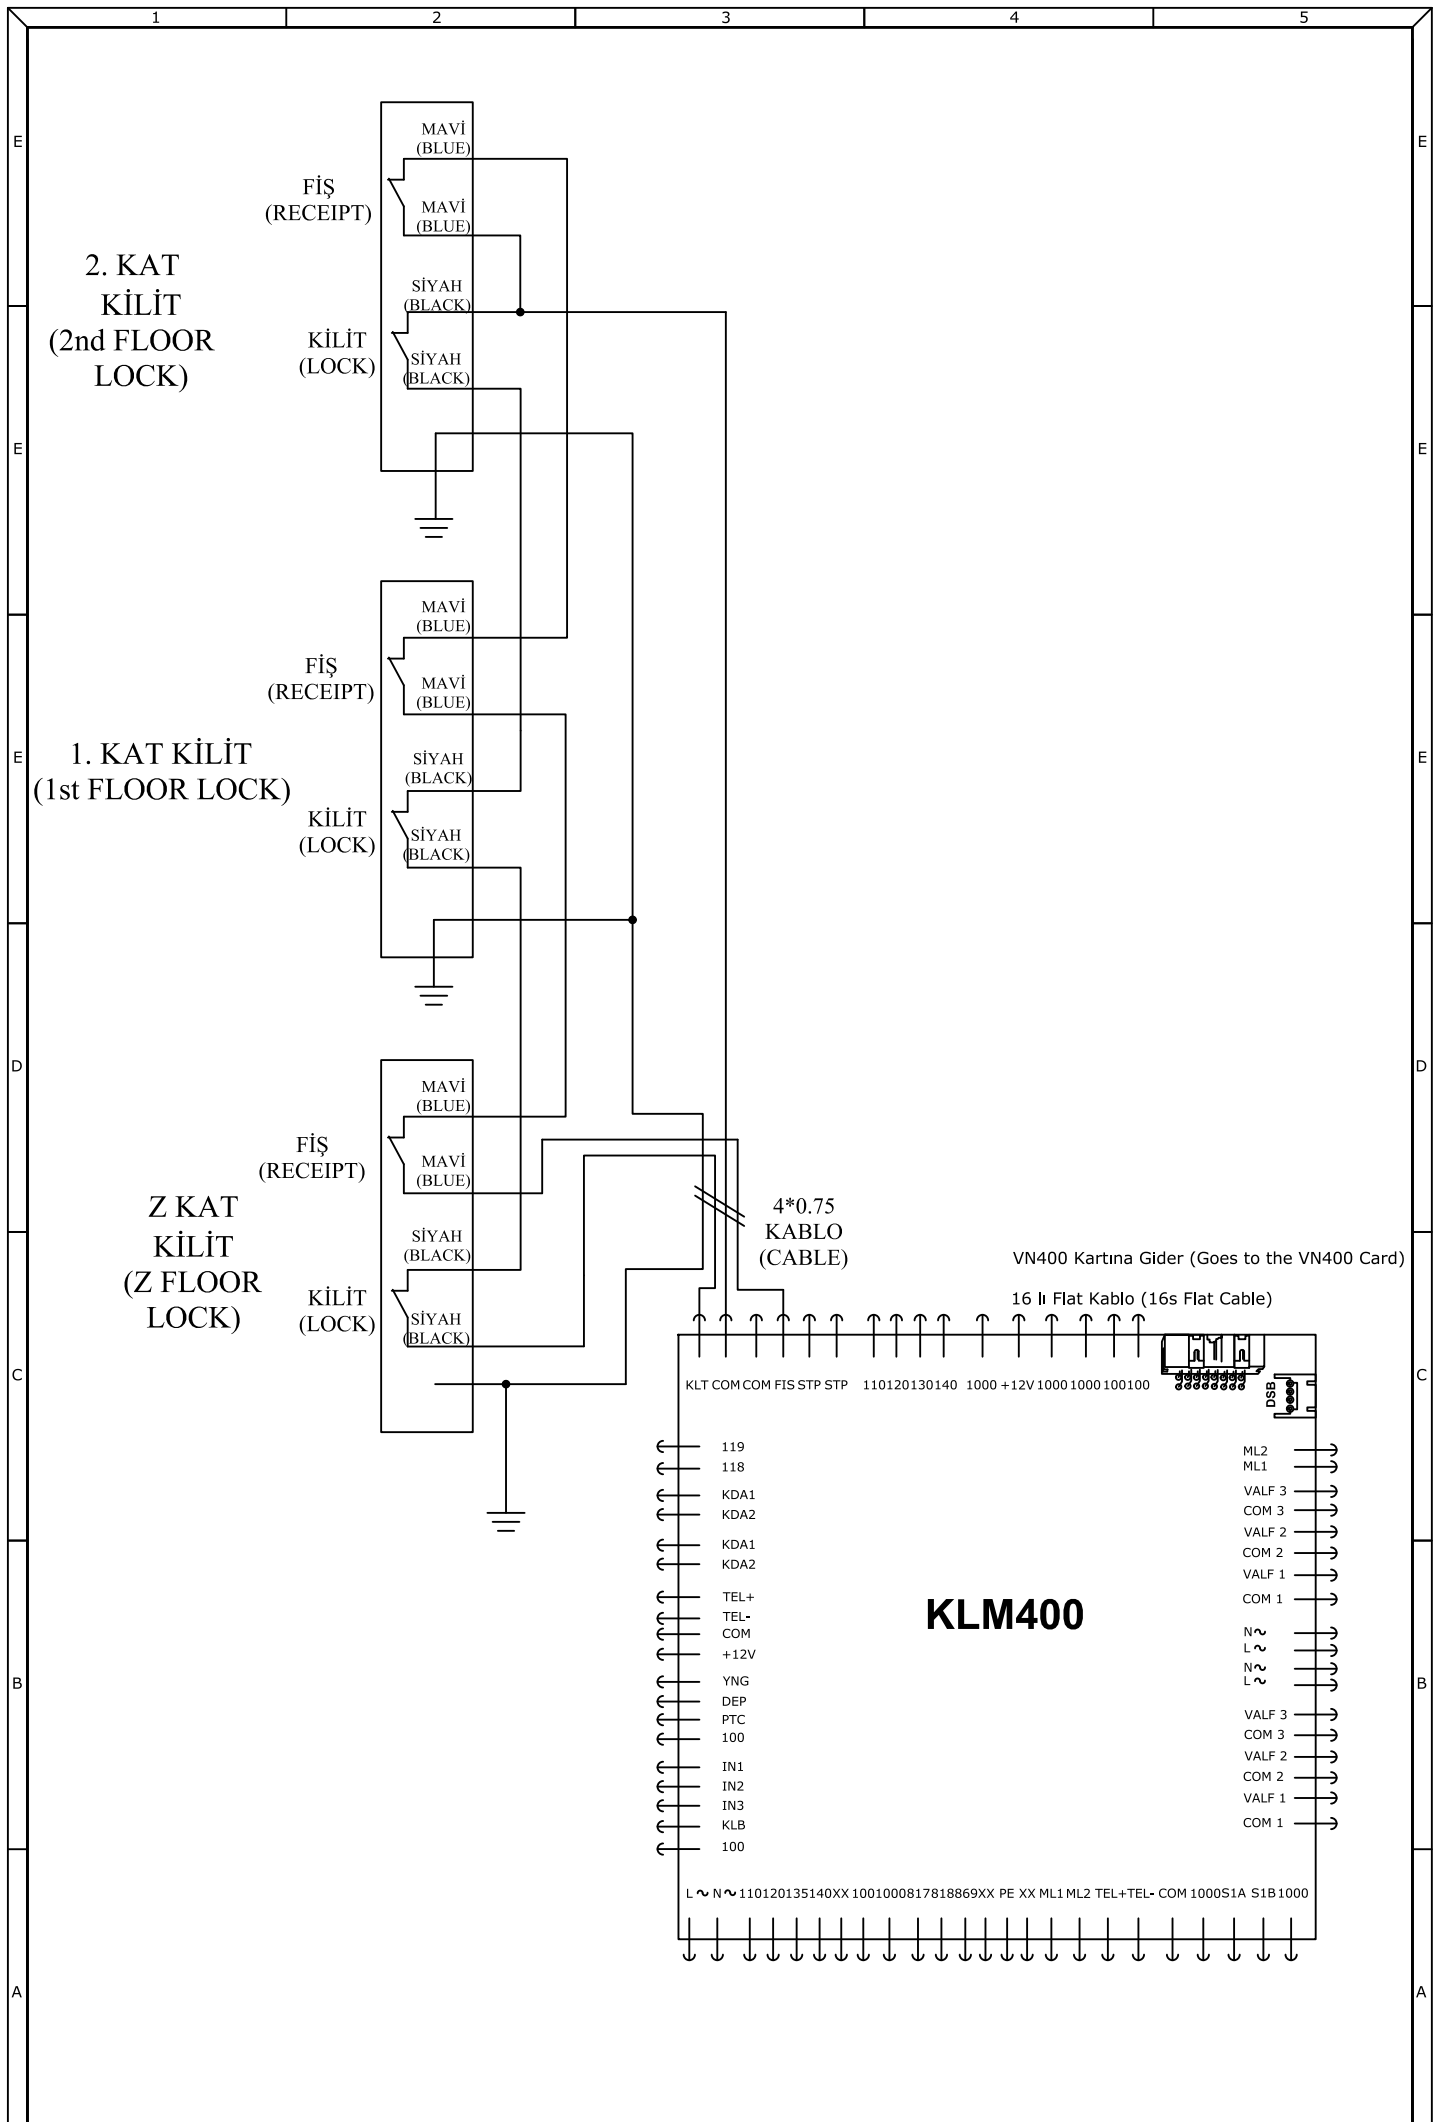 1 2 3 4 5
E E
MAVİ
(BLUE)
FİŞ
(RECEIPT)
MAVİ
(BLUE)
2. KAT
KİLİT
(2nd FLOOR
LOCK)
SİYAH
(BLACK)
KİLİT
(LOCK)
SİYAH
(BLACK)
E E
MAVİ
(BLUE)
FİŞ
(RECEIPT)
MAVİ
(BLUE)
1. KAT KİLİT
(1st FLOOR LOCK)
E E
SİYAH
(BLACK)
KİLİT
(LOCK)
SİYAH
(BLACK)
D D
MAVİ
(BLUE)
FİŞ
(RECEIPT)
MAVİ
(BLUE)
Z KAT
KİLİT
(Z FLOOR
LOCK)
SİYAH
(BLACK)
KİLİT
(LOCK)
SİYAH
(BLACK)
4*0.75
KABLO
(CABLE)
VN400 Kartına Gider (Goes to the VN400 Card)
16 lı Flat Kablo (16s Flat Cable)
C C
KLT COM COM FIS STP STP 110120130140 1000 +12V 1000 1000 100100
DSB
119
118
KDA1
KDA2
KDA1
KDA2
TEL+
TEL-
COM
+12V
YNG
DEP
PTC
100
IN1
IN2
IN3
KLB
100
KLM400
ML2
ML1
VALF 3
COM 3
VALF 2
COM 2
VALF 1
COM 1
N~
L~
N~
L~
VALF 3
COM 3
VALF 2
COM 2
VALF 1
COM 1
B B
L ~ N ~ 110120135140XX 1001000817818869XX PE XX ML1 ML2 TEL+TEL- COM 1000S1A S1B1000
A A